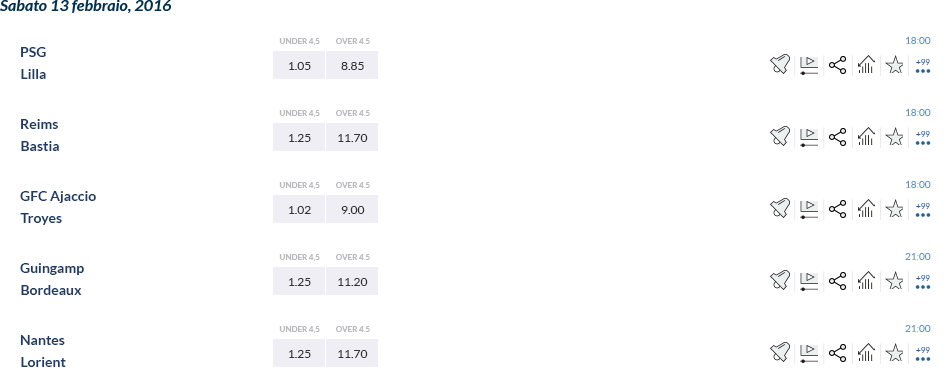 Sabato 13 febbraio, 2016
UNDER 4,5 OVER 4.5 18:00
PSG
Lilla
1.05 8.85 +99
UNDER 4,5 OVER 4.5 18:00
Reims
Bastia
1.25 11.70 +99
UNDER 4,5 OVER 4.5 18:00
GFC Ajaccio
Troyes
1.02 9.00 +99
UNDER 4,5 OVER 4.5 21:00
Guingamp
Bordeaux
1.25 11.20 +99
UNDER 4,5 OVER 4.5 21:00
Nantes
Lorient
1.25 11.70 +99